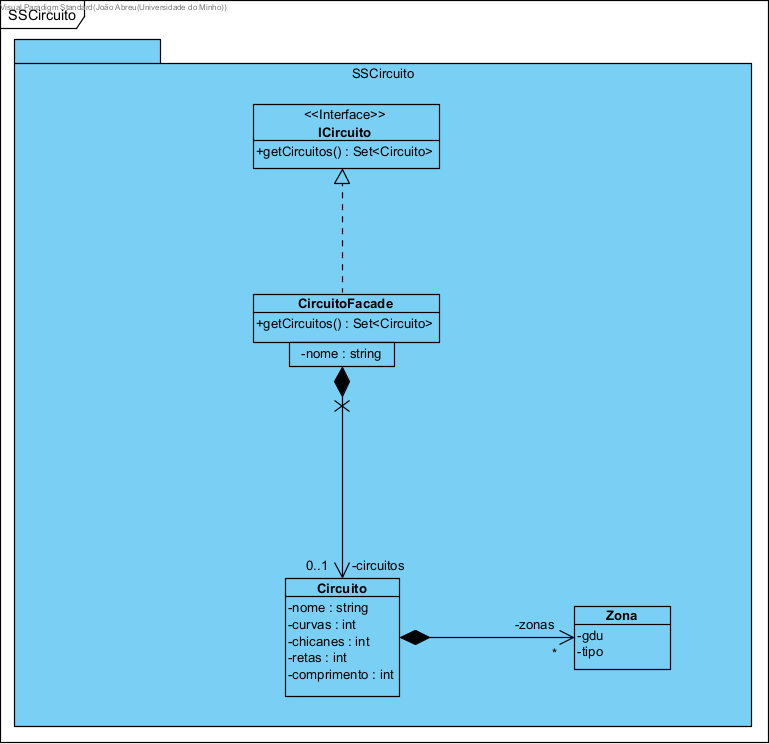 Visual Paradigm Standard(João Abreu(Universidade do Minho))
SSCircuito
SSCircuito
<<Interface>>
ICircuito
+getCircuitos() : Set<Circuito>
CircuitoFacade
+getCircuitos() : Set<Circuito>
-nome : string
0..1 -circuitos
Circuito
-nome : string
-curvas : int
-chicanes : int
-retas : int
-comprimento : int
-zonas
*
Zona
-gdu
-tipo